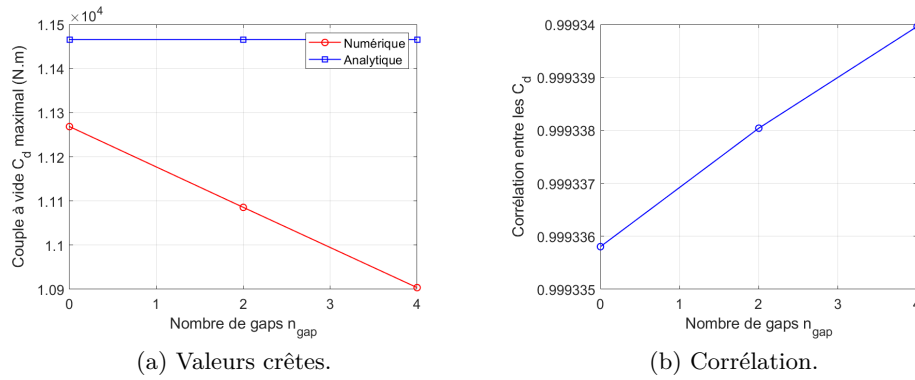 ×10⁴
1.15
1.14
1.13
1.12
1.11
1.1
1.09
0 1 2 3 4
Couple à vide C_d maximal (N.m)
Nombre de gaps n_gap
Numérique
Analytique
(a) Valeurs crêtes.
0.99934
0.999339
0.999338
0.999337
0.999336
0.999335
0 1 2 3 4
Corrélation entre les C_d
Nombre de gaps n_gap
(b) Corrélation.